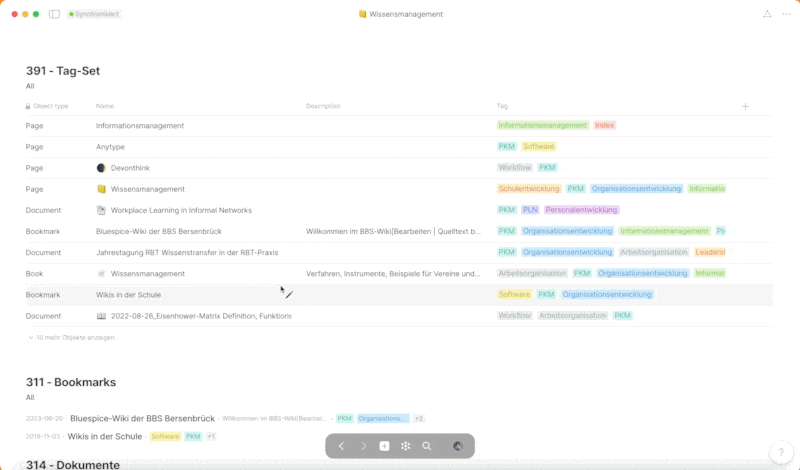 Synchronisiert
Wissensmanagement
391 - Tag-Set
All
Object type Name Description Tag
Page Informationsmanagement Informationsmanagement Index
Page Anytype PKM Software
Page Devonthink Workflow PKM
Page Wissensmanagement Schulentwicklung PKM Organisationsentwicklung Informatio
Document Workplace Learning in Informal Networks PKM PLN Personalentwicklung
Bookmark Bluespice-Wiki der BBS Bersenbrück Willkommen im BBS-Wiki[Bearbeiten | Quelltext b... PKM Organisationsentwicklung Informationsmanagement Ph
Document Jahrestagung RBT Wissenstransfer in der RBT-Praxis PKM Organisationsentwicklung Arbeitsorganisation Leadersl
Book W Wissensmanagement Verfahren, Instrumente, Beispiele für Vereine und... Arbeitsorganisation PKM Organisationsentwicklung Informat
Bookmark Wikis in der Schule Software PKM Organisationsentwicklung
Document 2022-08-26_Eisenhower-Matrix Definition, Funktions Workflow Arbeitsorganisation PKM
10 mehr Objekte anzeigen
311 - Bookmarks
All
2023-06-20 Bluespice-Wiki der BBS Bersenbrück Willkommen im BBS-Wiki[Bearbei... PKM Organisations... +2
2019-11-03 Wikis in der Schule Software PKM +1
314 - Dokumente
?